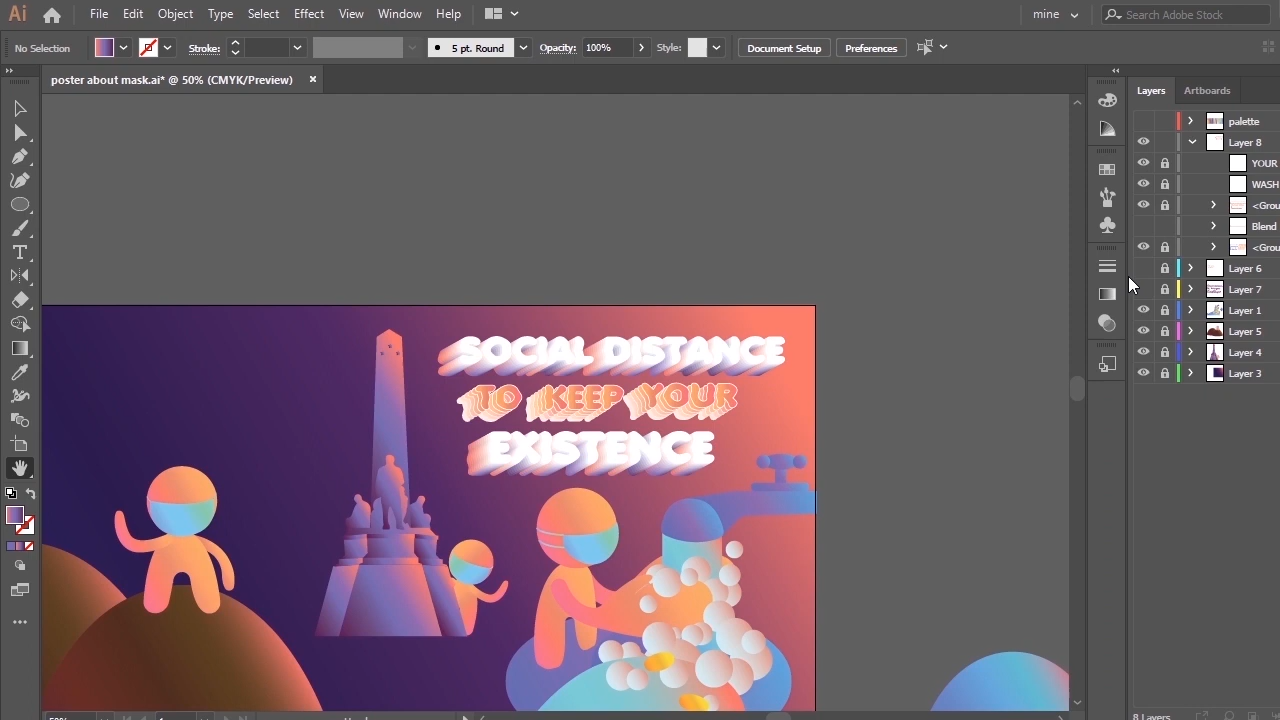 Ai File Edit Object Type Select Effect View Window Help mine Search Adobe Stock
No Selection Stroke: 5 pt. Round Opacity: 100% Style: Document Setup Preferences
poster about mask.ai* @ 50% (CMYK/Preview) ×
Layers Artboards
palette
Layer 8
YOUR
WASH
<Grou
Blend
<Grou
Layer 6
Layer 7
Layer 1
Layer 5
Layer 4
Layer 3
SOCIAL DISTANCE
TO KEEP YOUR
EXISTENCE
8 Layers